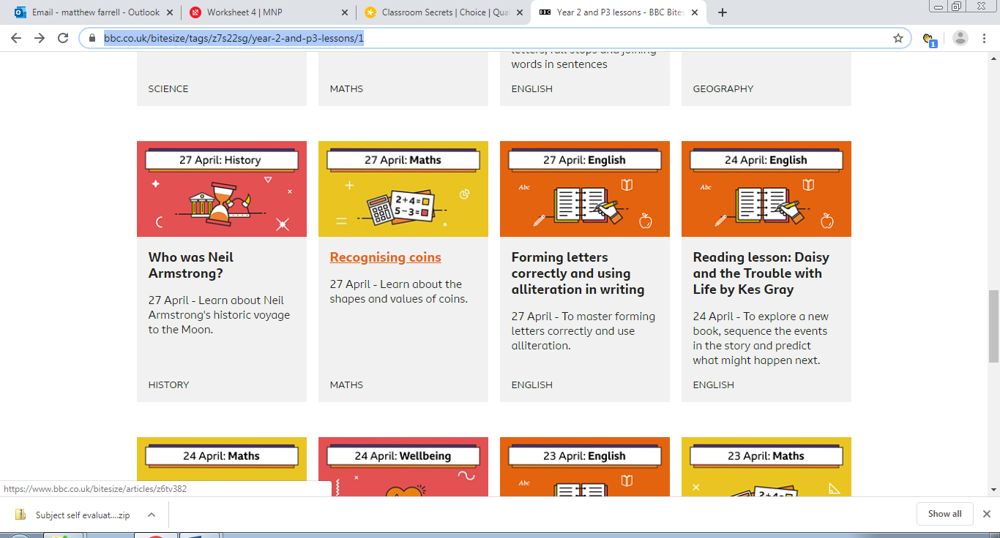 Email - matthew farrell - Outlook
Worksheet 4 | MNP
Classroom Secrets | Choice | Qua
BBC
Year 2 and P3 lessons - BBC Bites
bbc.co.uk/bitesize/tags/z7s22sg/year-2-and-p3-lessons/1
1
letters, full stops and joining
words in sentences
SCIENCE
MATHS
ENGLISH
GEOGRAPHY
27 April: History
27 April: Maths
27 April: English
24 April: English
2+4=
5-3=
Abc
Abc
Who was Neil
Armstrong?
27 April - Learn about Neil
Armstrong's historic voyage
to the Moon.
HISTORY
Recognising coins
27 April - Learn about the
shapes and values of coins.
MATHS
Forming letters
correctly and using
alliteration in writing
27 April - To master forming
letters correctly and use
alliteration.
ENGLISH
Reading lesson: Daisy
and the Trouble with
Life by Kes Gray
24 April - To explore a new
book, sequence the events
in the story and predict
what might happen next.
ENGLISH
24 April: Maths
24 April: Wellbeing
23 April: English
23 April: Maths
Abc
2+4=
https://www.bbc.co.uk/bitesize/articles/z6tv382
Subject self evaluat....zip
Show all